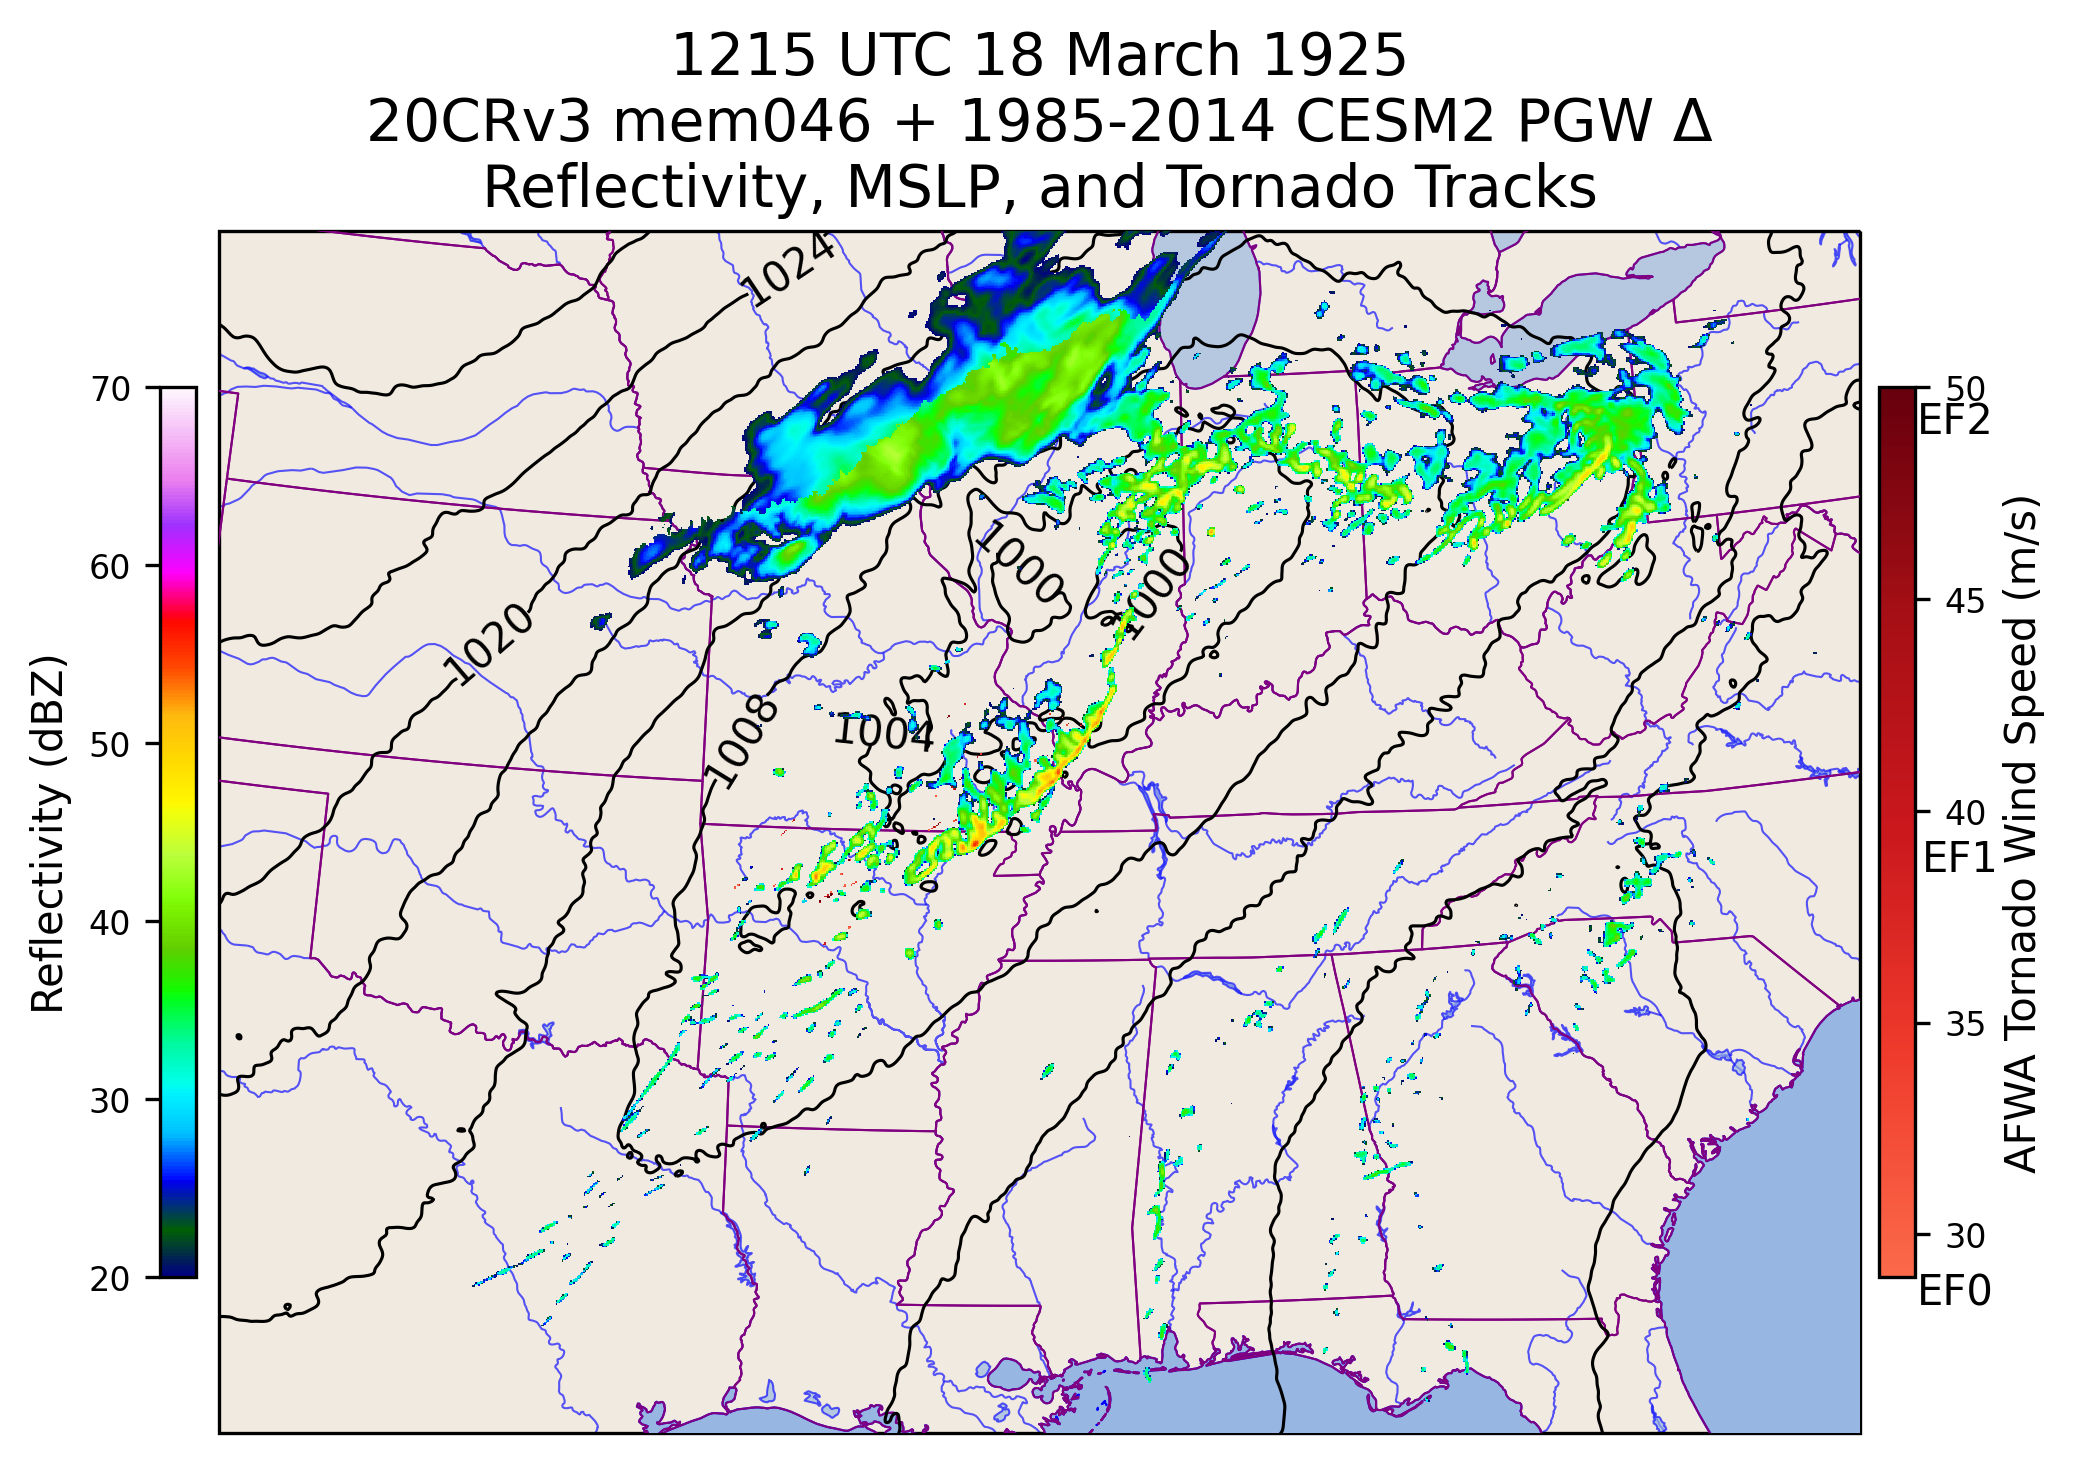 1215 UTC 18 March 1925
20CRv3 mem046 + 1985-2014 CESM2 PGW Δ
Reflectivity, MSLP, and Tornado Tracks
1024
1020
1008
1004
1000
1000
70
60
50
40
30
20
Reflectivity (dBZ)
50
EF2
45
40
EF1
35
30
EF0
AFWA Tornado Wind Speed (m/s)